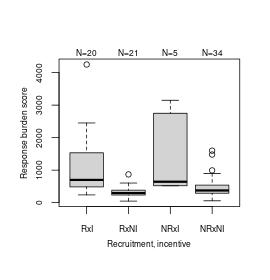 N=20 N=21 N=5 N=34
Response burden score
4000
3000
2000
1000
0
RxI RxNI NRxI NRxNI
Recruitment, incentive